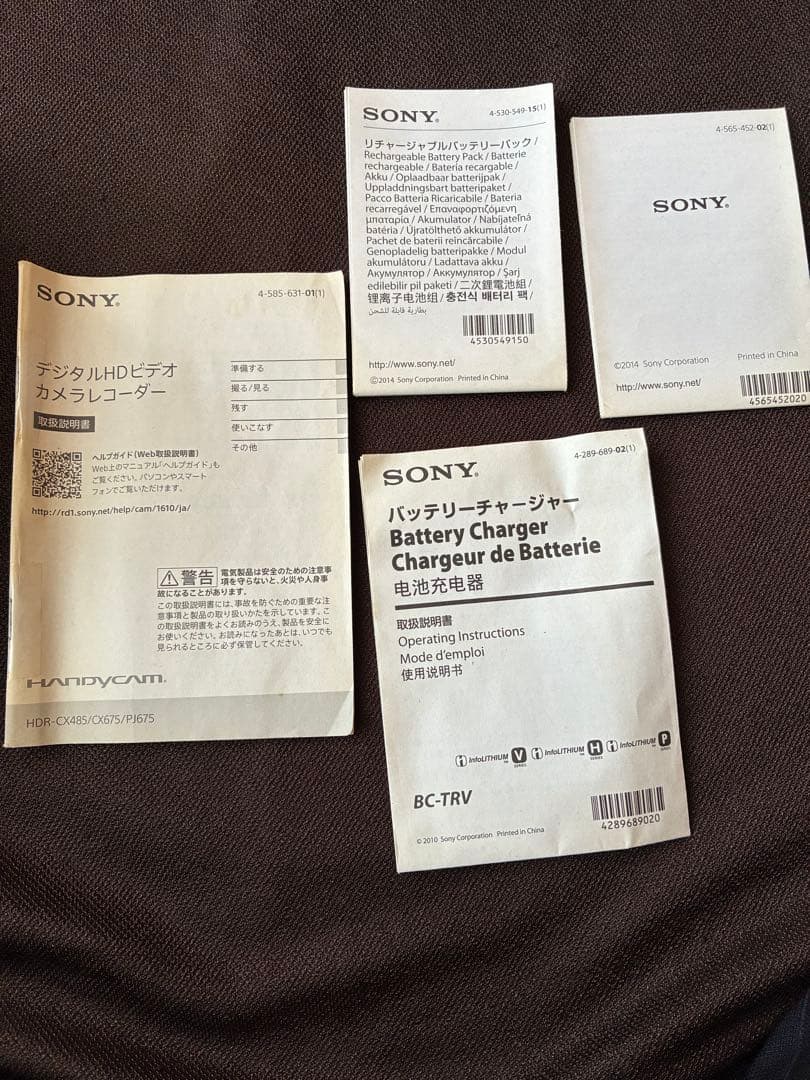 SONY®
4-585-631-01(1)
デジタルHDビデオ
カメラレコーダー
取扱説明書
準備する
撮る/見る
残す
使いこなす
その他
ヘルプガイド(Web取扱説明書)
Web上のマニュアル「ヘルプガイド」も
ご覧ください。パソコンやスマート
フォンでご覧いただけます。
http://rd1.sony.net/help/cam/1610/ja/
警告 電気製品は安全のための注意事
項を守らないと、火災や人身事
故になることがあります。
この取扱説明書には、事故を防ぐための重要な注
意事項と製品の取り扱いかたを示しています。こ
の取扱説明書をよくお読みのうえ、製品を安全に
お使いください。お読みになったあとは、いつでも
見られるところに必ず保管してください。
HANDYCAM®
HDR-CX485/CX675/PJ675
SONY®
4-530-549-15(1)
リチャージャブルバッテリーパック/
Rechargeable Battery Pack / Batterie
rechargeable / Batería recargable /
Akku / Oplaadbaar batterijpak /
Uppladdningsbart batteripaket /
Pacco Batteria Ricaricabile / Bateria
recarregável / Επαναφορτιζόμενη
μπαταρία / Akumulator / Nabíjateľná
batéria / Újratölthető akkumulátor /
Pachet de baterii reîncărcabile /
Genopladelig batteripakke / Modul
akumulátoru / Ladattava akku /
Акумулятор / Аккумулятор / Şarj
edilebilir pil paketi / 二次鋰電池組 /
锂离子电池组 / 충전식 배터리 팩 /
بطارية قابلة للشحن
4530549150
http://www.sony.net/
©2014 Sony Corporation Printed in China
4-565-452-02(1)
SONY®
©2014 Sony Corporation Printed in China
http://www.sony.net/
4565452020
SONY®
4-289-689-02(1)
バッテリーチャージャー
Battery Charger
Chargeur de Batterie
电池充电器
取扱説明書
Operating Instructions
Mode d'emploi
使用说明书
InfoLITHIUM™ V SERIES InfoLITHIUM™ H SERIES InfoLITHIUM™ P SERIES
BC-TRV
4289689020
© 2010 Sony Corporation Printed in China